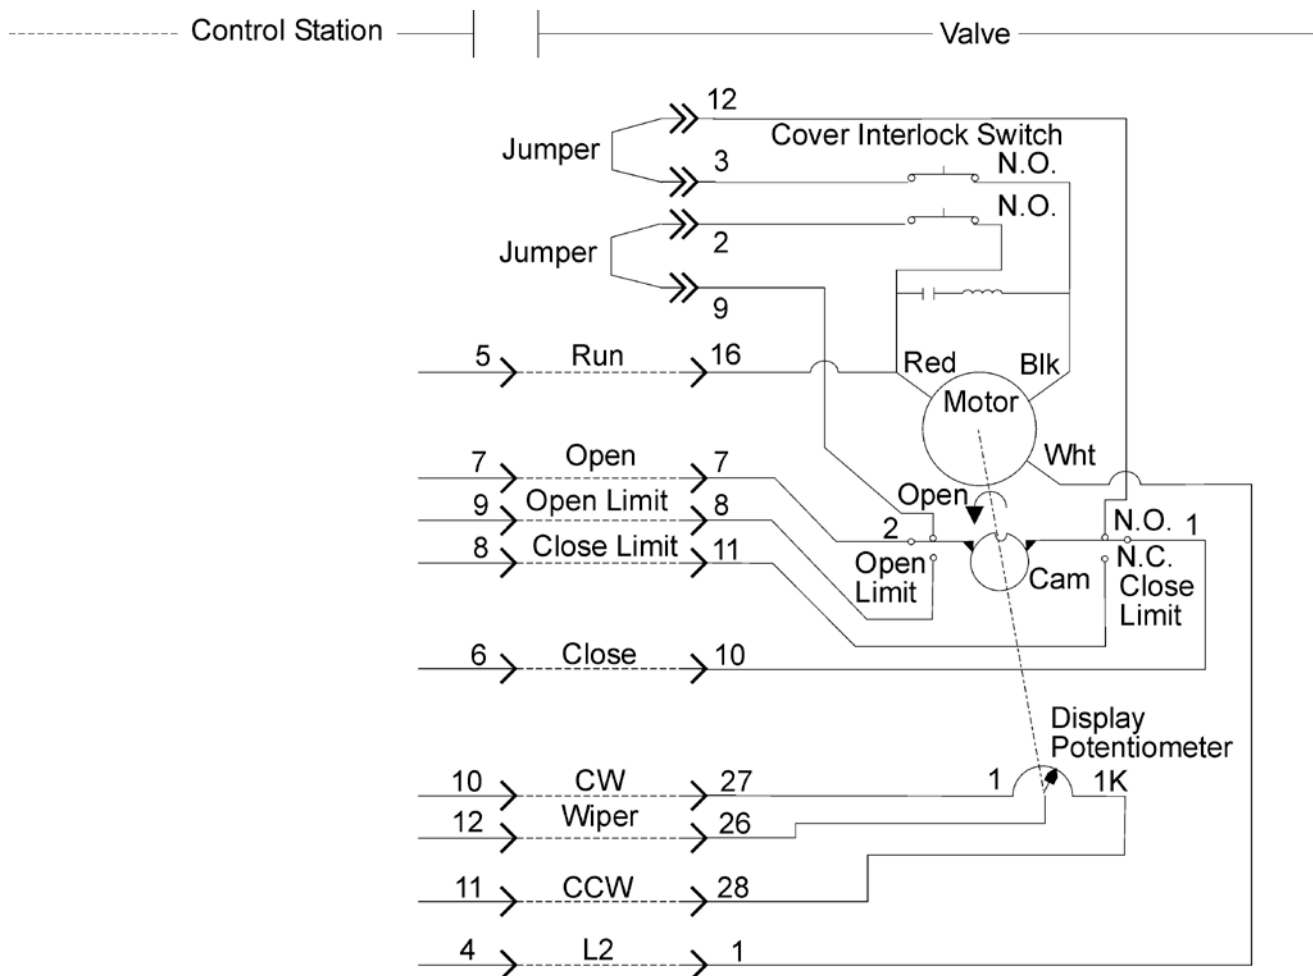 Control Station
Valve
12
Jumper
Cover Interlock Switch
3
N.O.
N.O.
2
Jumper
9
5 Run 16
Red
Blk
Motor
7 Open 7
Wht
9 Open Limit 8
Open
2
N.O. 1
8 Close Limit 11
Open
Limit
Cam
N.C.
Close
Limit
6 Close 10
Display
Potentiometer
10 CW 27
1
1K
12 Wiper 26
11 CCW 28
4 L2 1